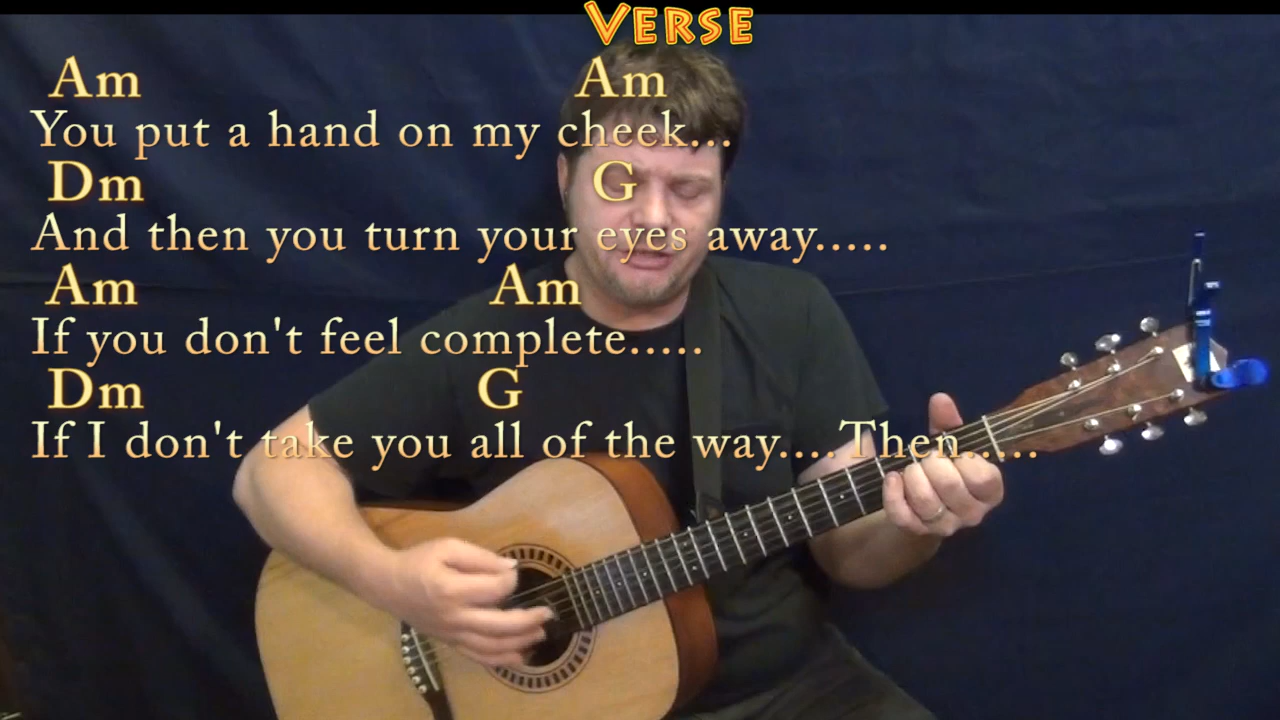 VERSE
Am Am
You put a hand on my cheek...
Dm G
And then you turn your eyes away.....
Am Am
If you don't feel complete.....
Dm G
If I don't take you all of the way....Then.....